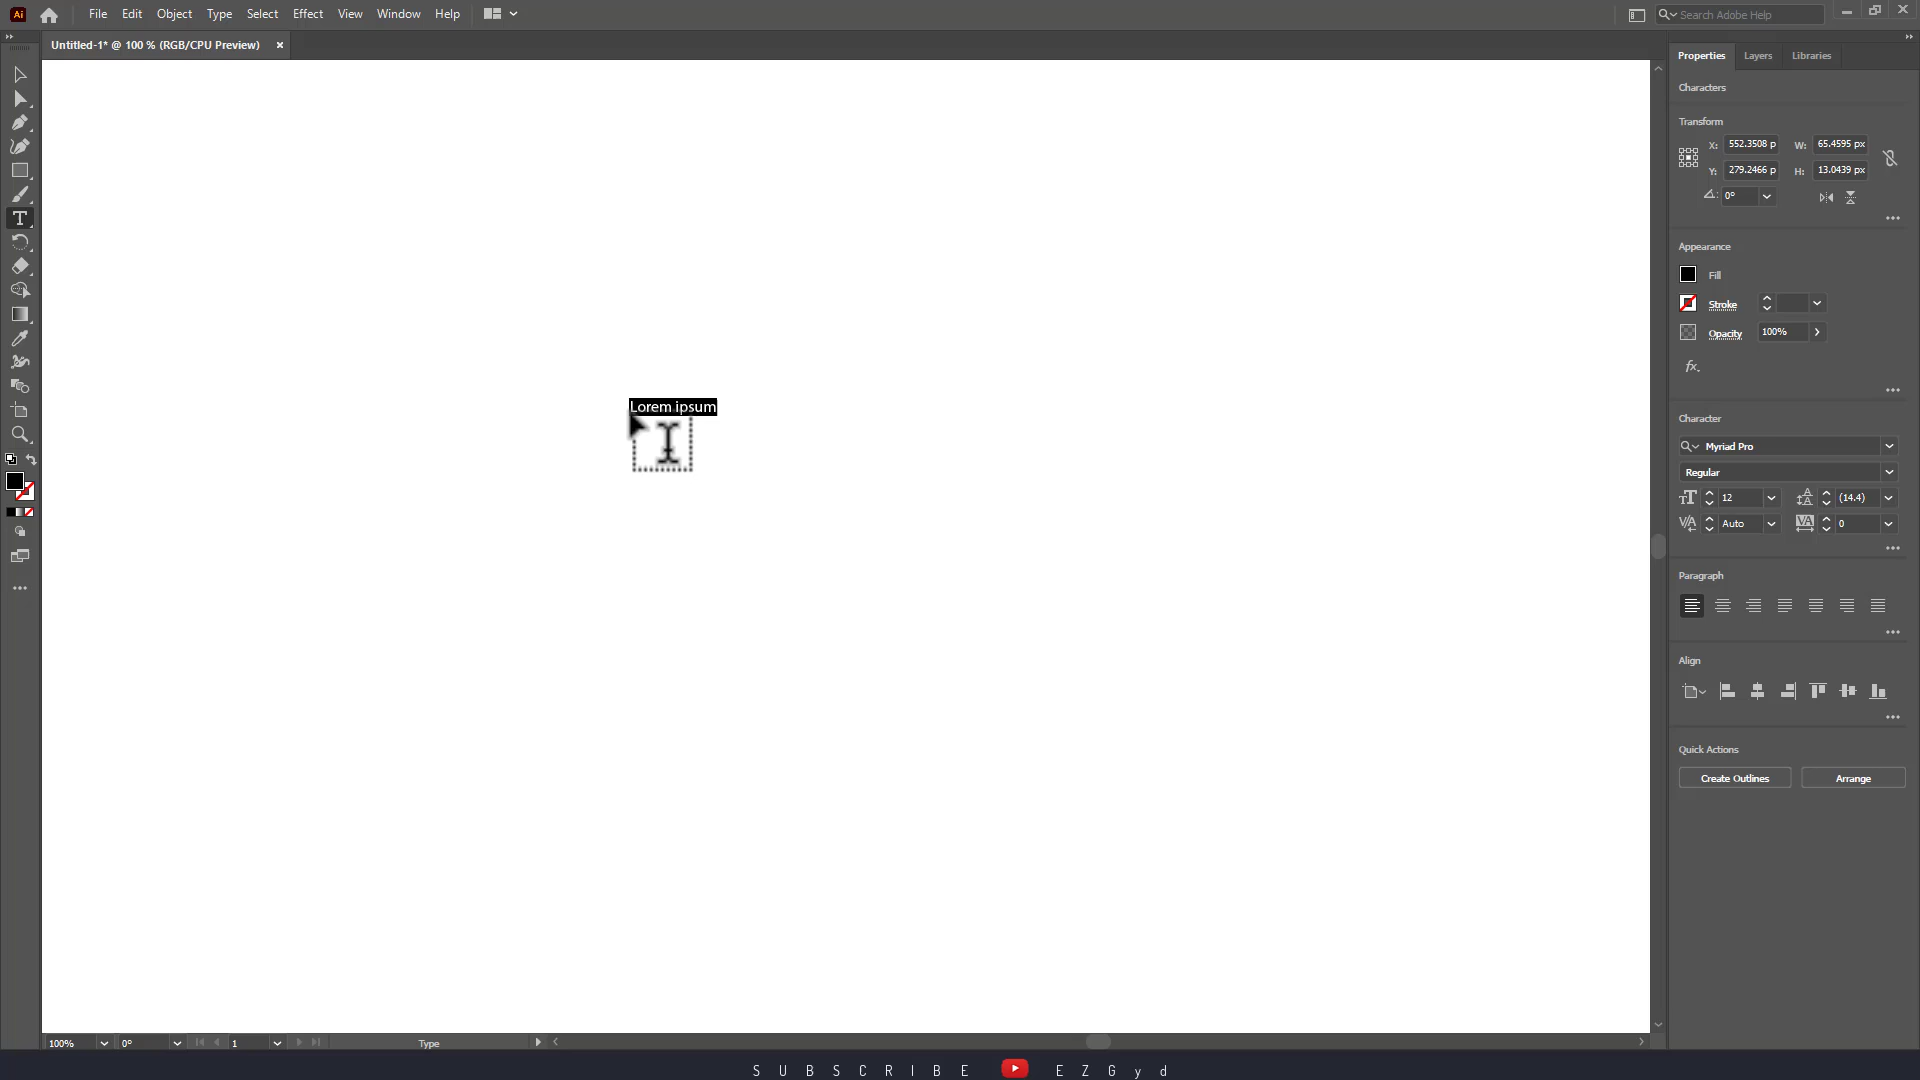 Ai File Edit Object Type Select Effect View Window Help Search Adobe Help
Untitled-1* @ 100 % (RGB/CPU Preview) ×
Properties Layers Libraries
Characters
Transform
X: 552.3508 p W: 65.4595 px
Y: 279.2466 p H: 13.0439 px
0°
Appearance
Fill
Stroke
Opacity 100%
fx.
Lorem ipsum
Character
Myriad Pro
Regular
12 (14.4)
Auto 0
Paragraph
Align
Quick Actions
Create Outlines Arrange
100% 0° 1 Type
SUBSCRIBE EZGyd